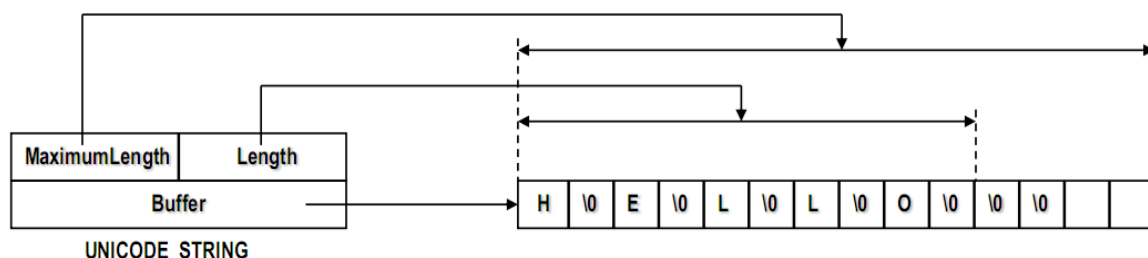 MaximumLength Length
Buffer
H \0 E \0 L \0 L \0 O \0 \0 \0
UNICODE STRING